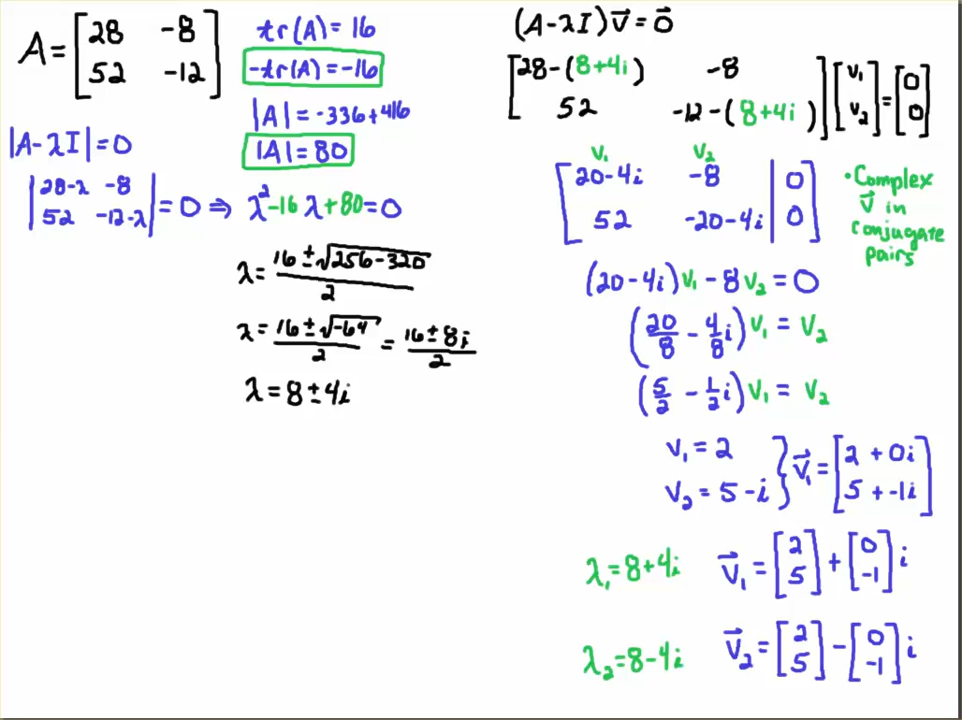 A = [28 -8; 52 -12]
tr(A) = 16
-tr(A) = -16
|A| = -336 + 416
|A| = 80
|A - λI| = 0
|28-λ -8; 52 -12-λ| = 0 ⇒ λ² - 16λ + 80 = 0
λ = (16 ± √(256 - 320)) / 2
λ = (16 ± √(-64)) / 2 = (16 ± 8i) / 2
λ = 8 ± 4i
(A - λI) v⃗ = 0⃗
[28 - (8+4i) -8; 52 -12 - (8+4i)] [v₁; v₂] = [0; 0]
v₁ v₂
[20-4i -8 | 0; 52 -20-4i | 0]
• Complex
v⃗ in
conjugate
pairs
(20 - 4i)v₁ - 8v₂ = 0
(20/8 - 4/8 i)v₁ = v₂
(5/2 - 1/2 i)v₁ = v₂
v₁ = 2
v₂ = 5 - i } v⃗₁ = [2 + 0i; 5 + -1i]
λ₁ = 8 + 4i v⃗₁ = [2; 5] + [0; -1] i
λ₂ = 8 - 4i v⃗₂ = [2; 5] - [0; -1] i